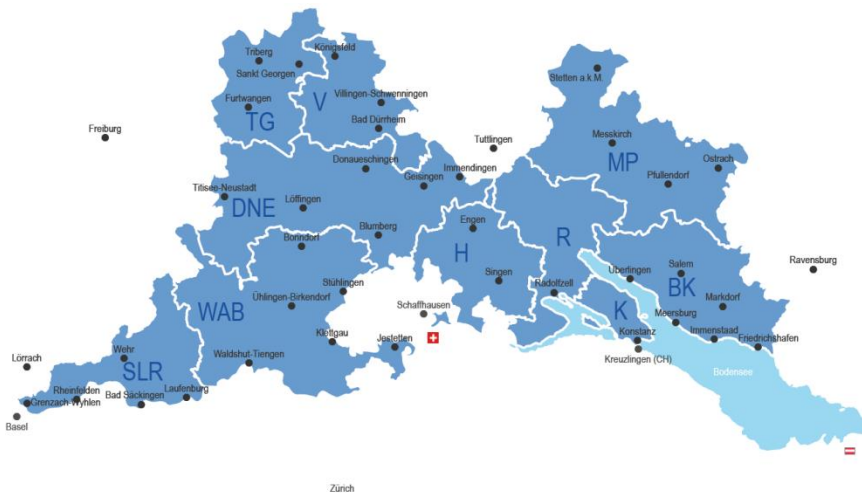 Königsfeld
Triberg
Sankt Georgen
Stetten a.k.M.
Villingen-Schwenningen
Furtwangen
V
TG
Bad Dürrheim
Freiburg
Tuttlingen
Messkirch
MP
Donaueschingen
Immendingen
Ostrach
Geisingen
Pfullendorf
Titisee-Neustadt
Löffingen
DNE
Engen
Blumberg
R
Bonndorf
H
Salem
Ravensburg
Überlingen
Singen
BK
Stühlingen
Radolfzell
Ühlingen-Birkendorf
WAB
Schaffhausen
K
Markdorf
Meersburg
Klettgau
Jestetten
Konstanz
Immenstaad
Friedrichshafen
Wehr
Lörrach
Waldshut-Tiengen
Kreuzlingen (CH)
SLR
Bodensee
Rheinfelden
Laufenburg
Bad Säckingen
Grenzach-Wyhlen
Basel
Zürich